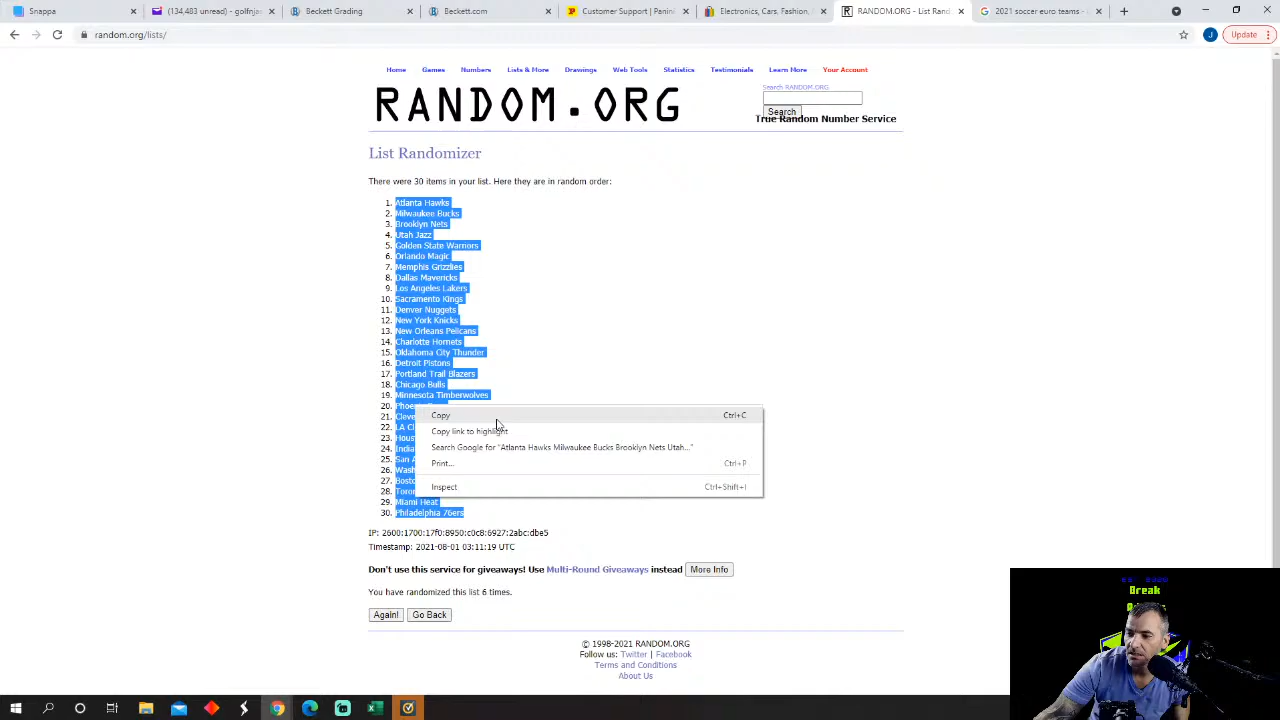 Snappa
(134,483 unread) - golfnjac
Beckett Grading
Beckett.com
Customer Support | Panini
Electronics, Cars, Fashion,
RANDOM.ORG - List Rand
2021 soccer euro teams -
random.org/lists/
J
Update
Home Games Numbers Lists & More Drawings Web Tools Statistics Testimonials Learn More Your Account
Search RANDOM.ORG
Search
RANDOM.ORG
True Random Number Service
List Randomizer
There were 30 items in your list. Here they are in random order:
1. Atlanta Hawks
2. Milwaukee Bucks
3. Brooklyn Nets
4. Utah Jazz
5. Golden State Warriors
6. Orlando Magic
7. Memphis Grizzlies
8. Dallas Mavericks
9. Los Angeles Lakers
10. Sacramento Kings
11. Denver Nuggets
12. New York Knicks
13. New Orleans Pelicans
14. Charlotte Hornets
15. Oklahoma City Thunder
16. Detroit Pistons
17. Portland Trail Blazers
18. Chicago Bulls
19. Minnesota Timberwolves
20. Phoe
21. Cleve
22. LA Cl
23. Hous
24. India
25. San A
26. Wash
27. Bosto
28. Toron
29. Miami Heat
30. Philadelphia 76ers
Copy Ctrl+C
Copy link to highlight
Search Google for "Atlanta Hawks Milwaukee Bucks Brooklyn Nets Utah..."
Print... Ctrl+P
Inspect Ctrl+Shift+I
IP: 2600:1700:17f0:8950:c0c8:6927:2abc:dbe5
Timestamp: 2021-08-01 03:11:19 UTC
Don't use this service for giveaways! Use Multi-Round Giveaways instead More Info
You have randomized this list 6 times.
Again! Go Back
© 1998-2021 RANDOM.ORG
Follow us: Twitter | Facebook
Terms and Conditions
About Us
Break